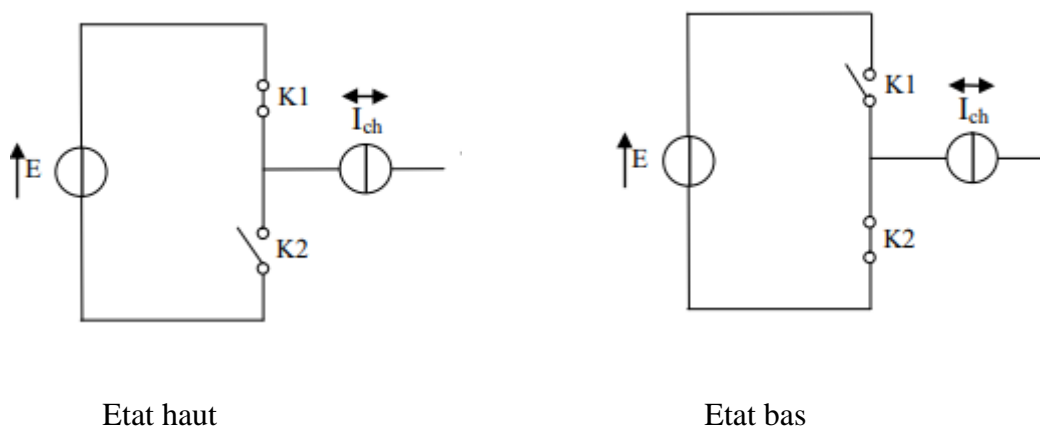 K1
I_ch
E
K2
K1
I_ch
E
K2
Etat haut
Etat bas